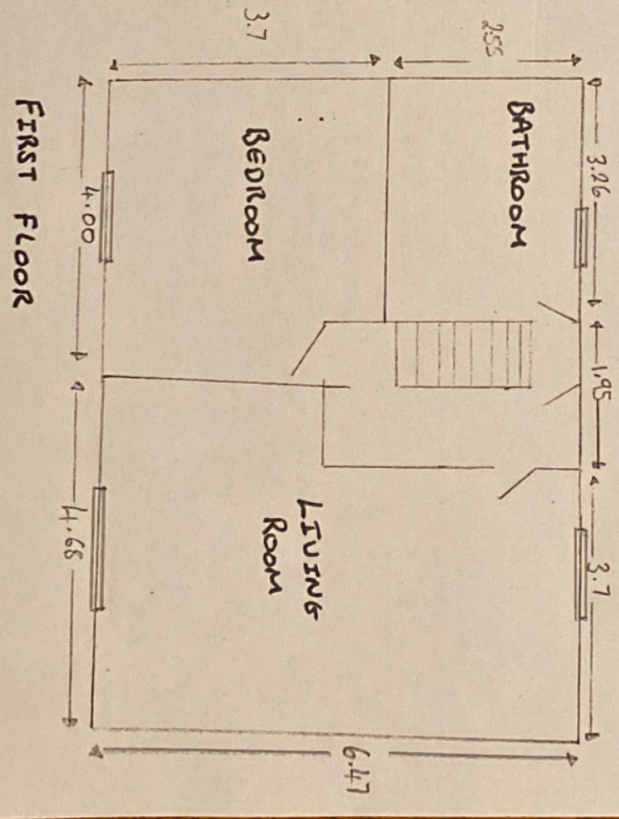 3.26
1.95
3.7
2.55
BATHROOM
3.7
BEDROOM
LIVING
ROOM
6.47
4.00
4.68
FIRST FLOOR